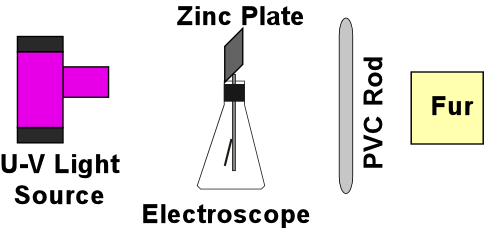 Zinc Plate
U-V Light
Source
Electroscope
PVC Rod
Fur